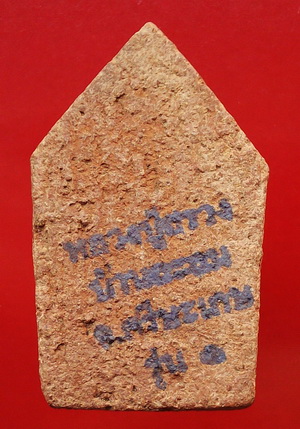 หลวงปู่สรวง
บ้านละลม
จ.ศรีษะเกษ
รุ่น ๑